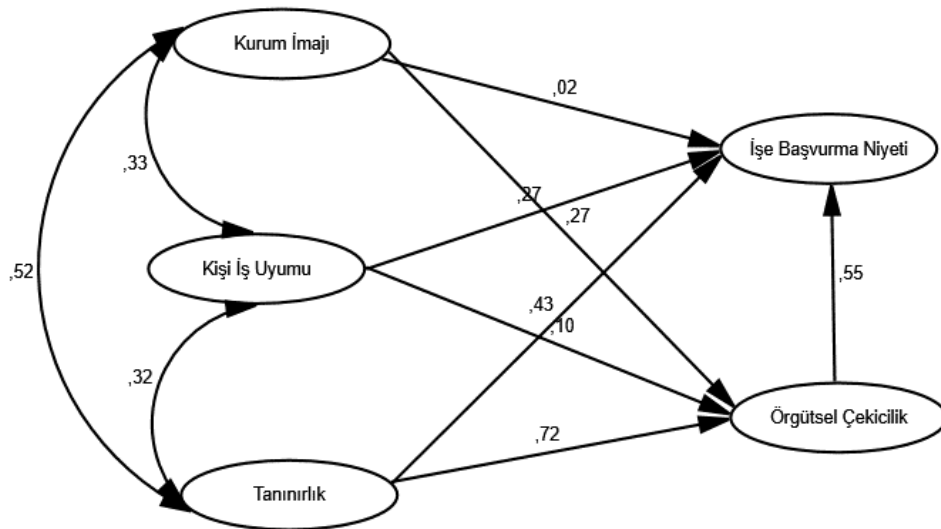 Kurum İmajı
,02
İşe Başvurma Niyeti
,33
,27
,27
Kişi İş Uyumu
,52
,43
,55
,10
,32
Örgütsel Çekicilik
,72
Tanınırlık